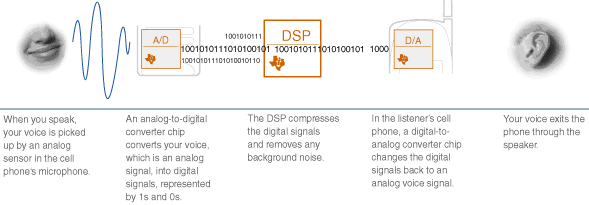 A/D
1001010111
DSP
D/A
1001010111010100101
1001010111010100101
1000
100101011101010010110
When you speak,
your voice is picked
up by an analog
sensor in the cell
phone's microphone.
An analog-to-digital
converter chip
converts your voice,
which is an analog
signal, into digital
signals, represented
by 1s and 0s.
The DSP compresses
the digital signals
and removes any
background noise.
In the listener's cell
phone, a digital-to-
analog converter chip
changes the digital
signals back to an
analog voice signal.
Your voice exits the
phone through the
speaker.